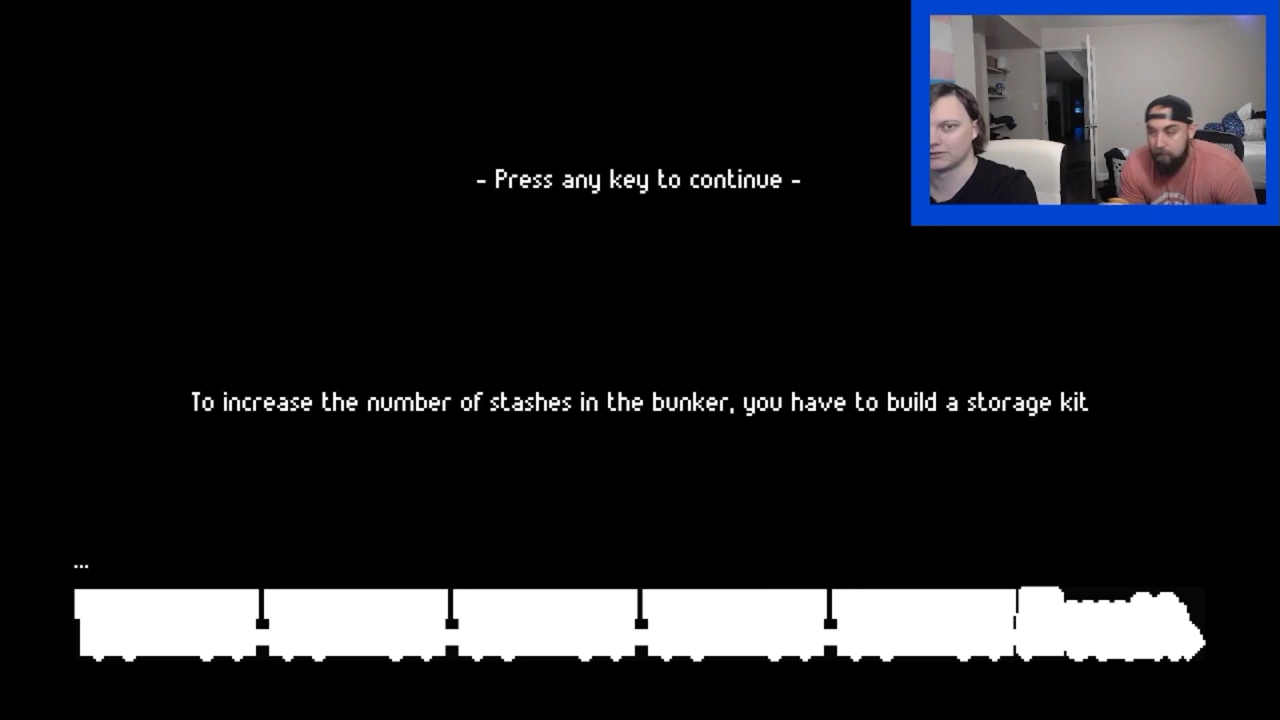 - Press any key to continue -
To increase the number of stashes in the bunker, you have to build a storage kit
...